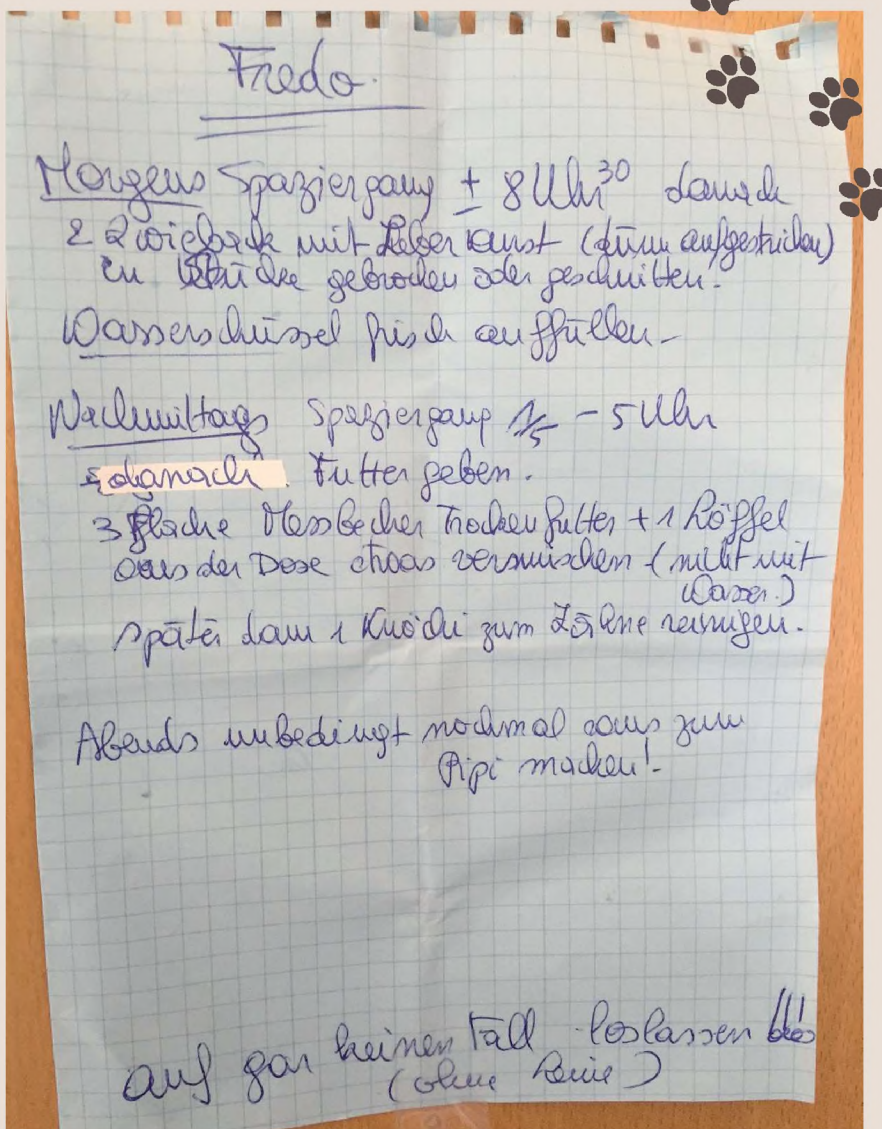 Fredo.
Morgens Spaziergang ± 8 Uhr 30 danach
2 Zwieback mit Leberwurst (dünn aufgestrichen)
in Stücke gebrochen oder geschnitten!
Wasserschüssel frisch auffüllen -
Nachmittags Spaziergang - 5 Uhr
danach Futter geben.
3 flache Messbecher Trockenfutter + 1 Löffel
aus der Dose etwas vermischen (nicht mit
Wasser.)
später dann 1 Knochi zum Zähne reinigen.
Abends unbedingt nochmal raus zum
Pipi machen!
auf gar keinen Fall loslassen !!!
(ohne Leine)